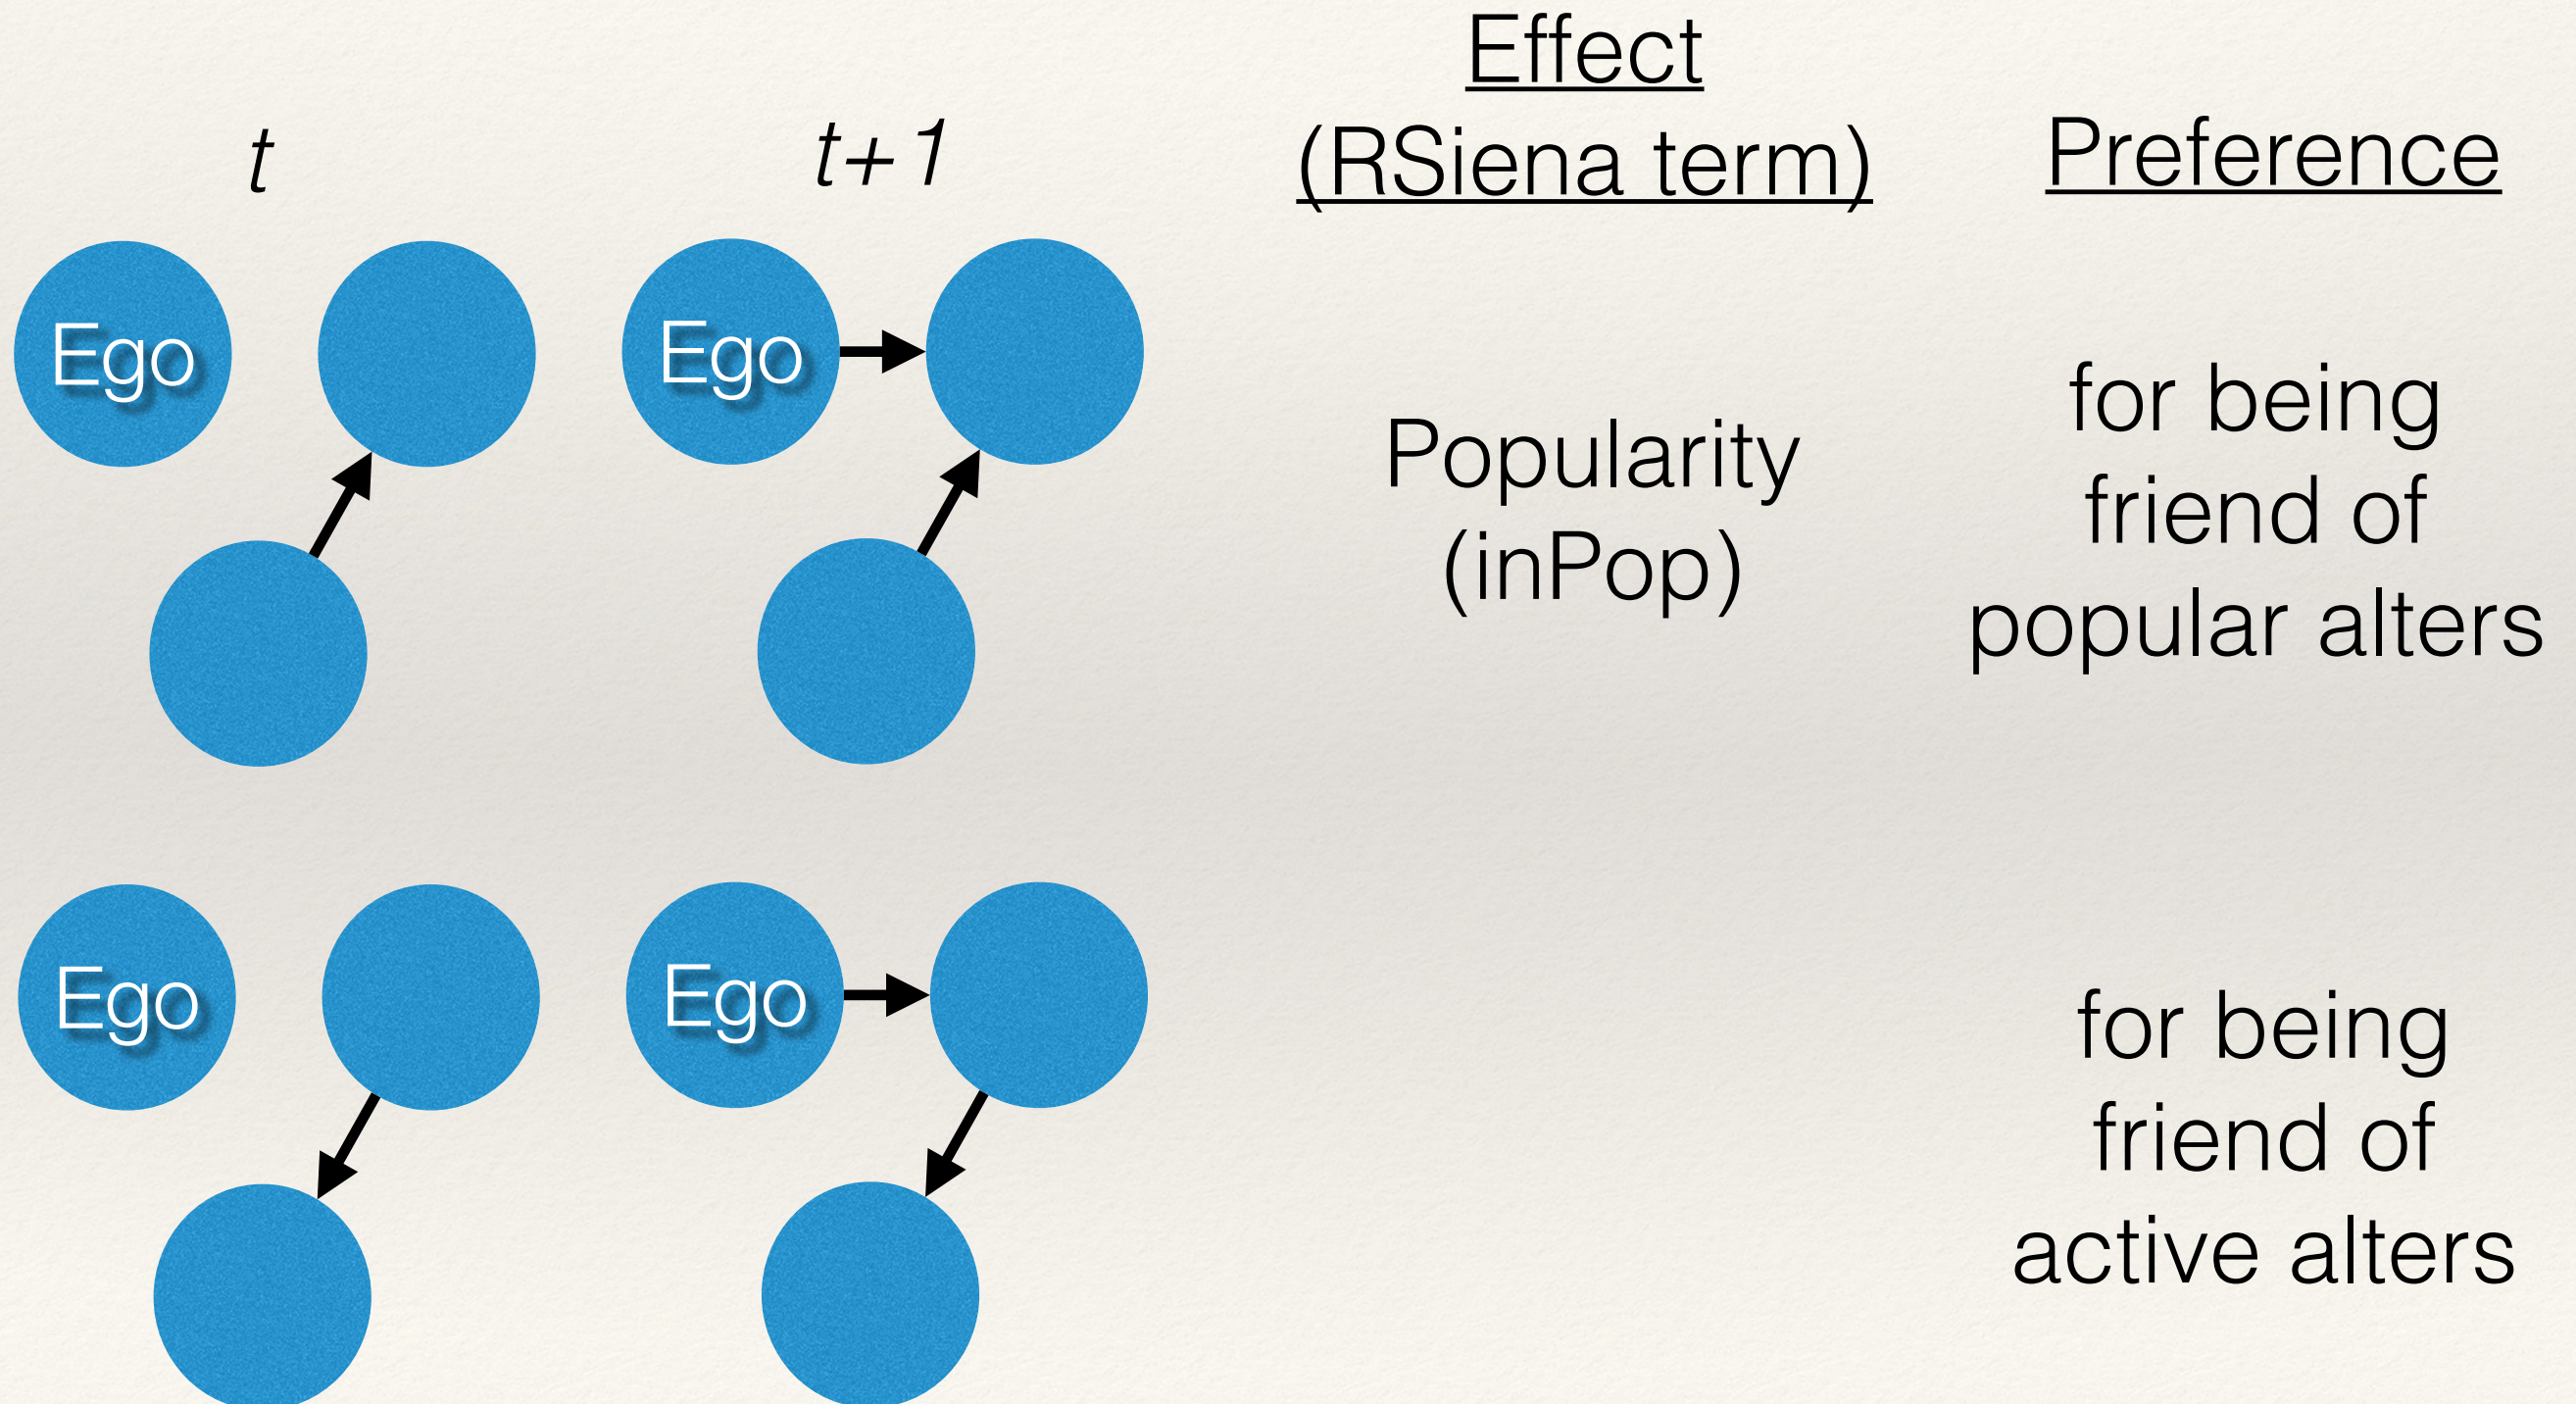 t
t+1
Effect
(RSiena term)
Preference
Ego
Ego
Popularity
(inPop)
for being
friend of
popular alters
Ego
Ego
for being
friend of
active alters